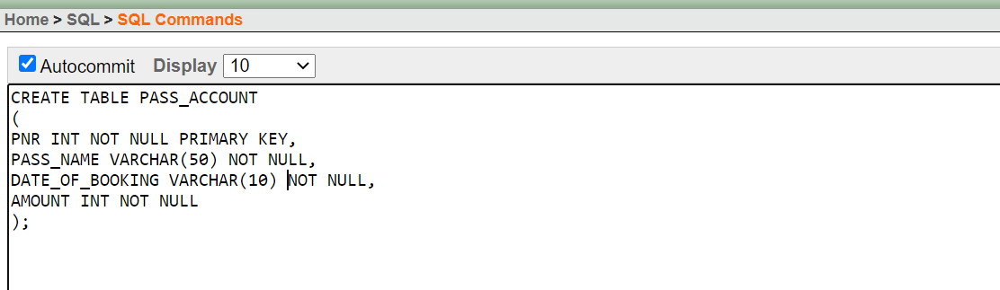 Home > SQL > SQL Commands
Autocommit Display 10
CREATE TABLE PASS_ACCOUNT
(
PNR INT NOT NULL PRIMARY KEY,
PASS_NAME VARCHAR(50) NOT NULL,
DATE_OF_BOOKING VARCHAR(10) NOT NULL,
AMOUNT INT NOT NULL
);